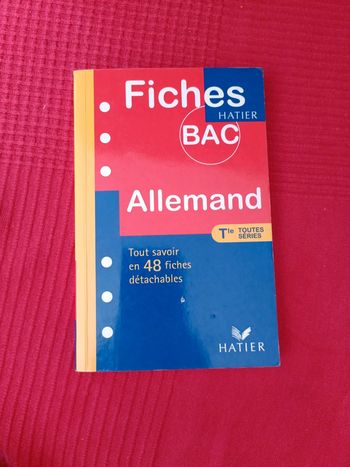 Fiches
HATIER
BAC
Allemand
Tle TOUTES
SÉRIES
Tout savoir
en 48 fiches
détachables
HATIER